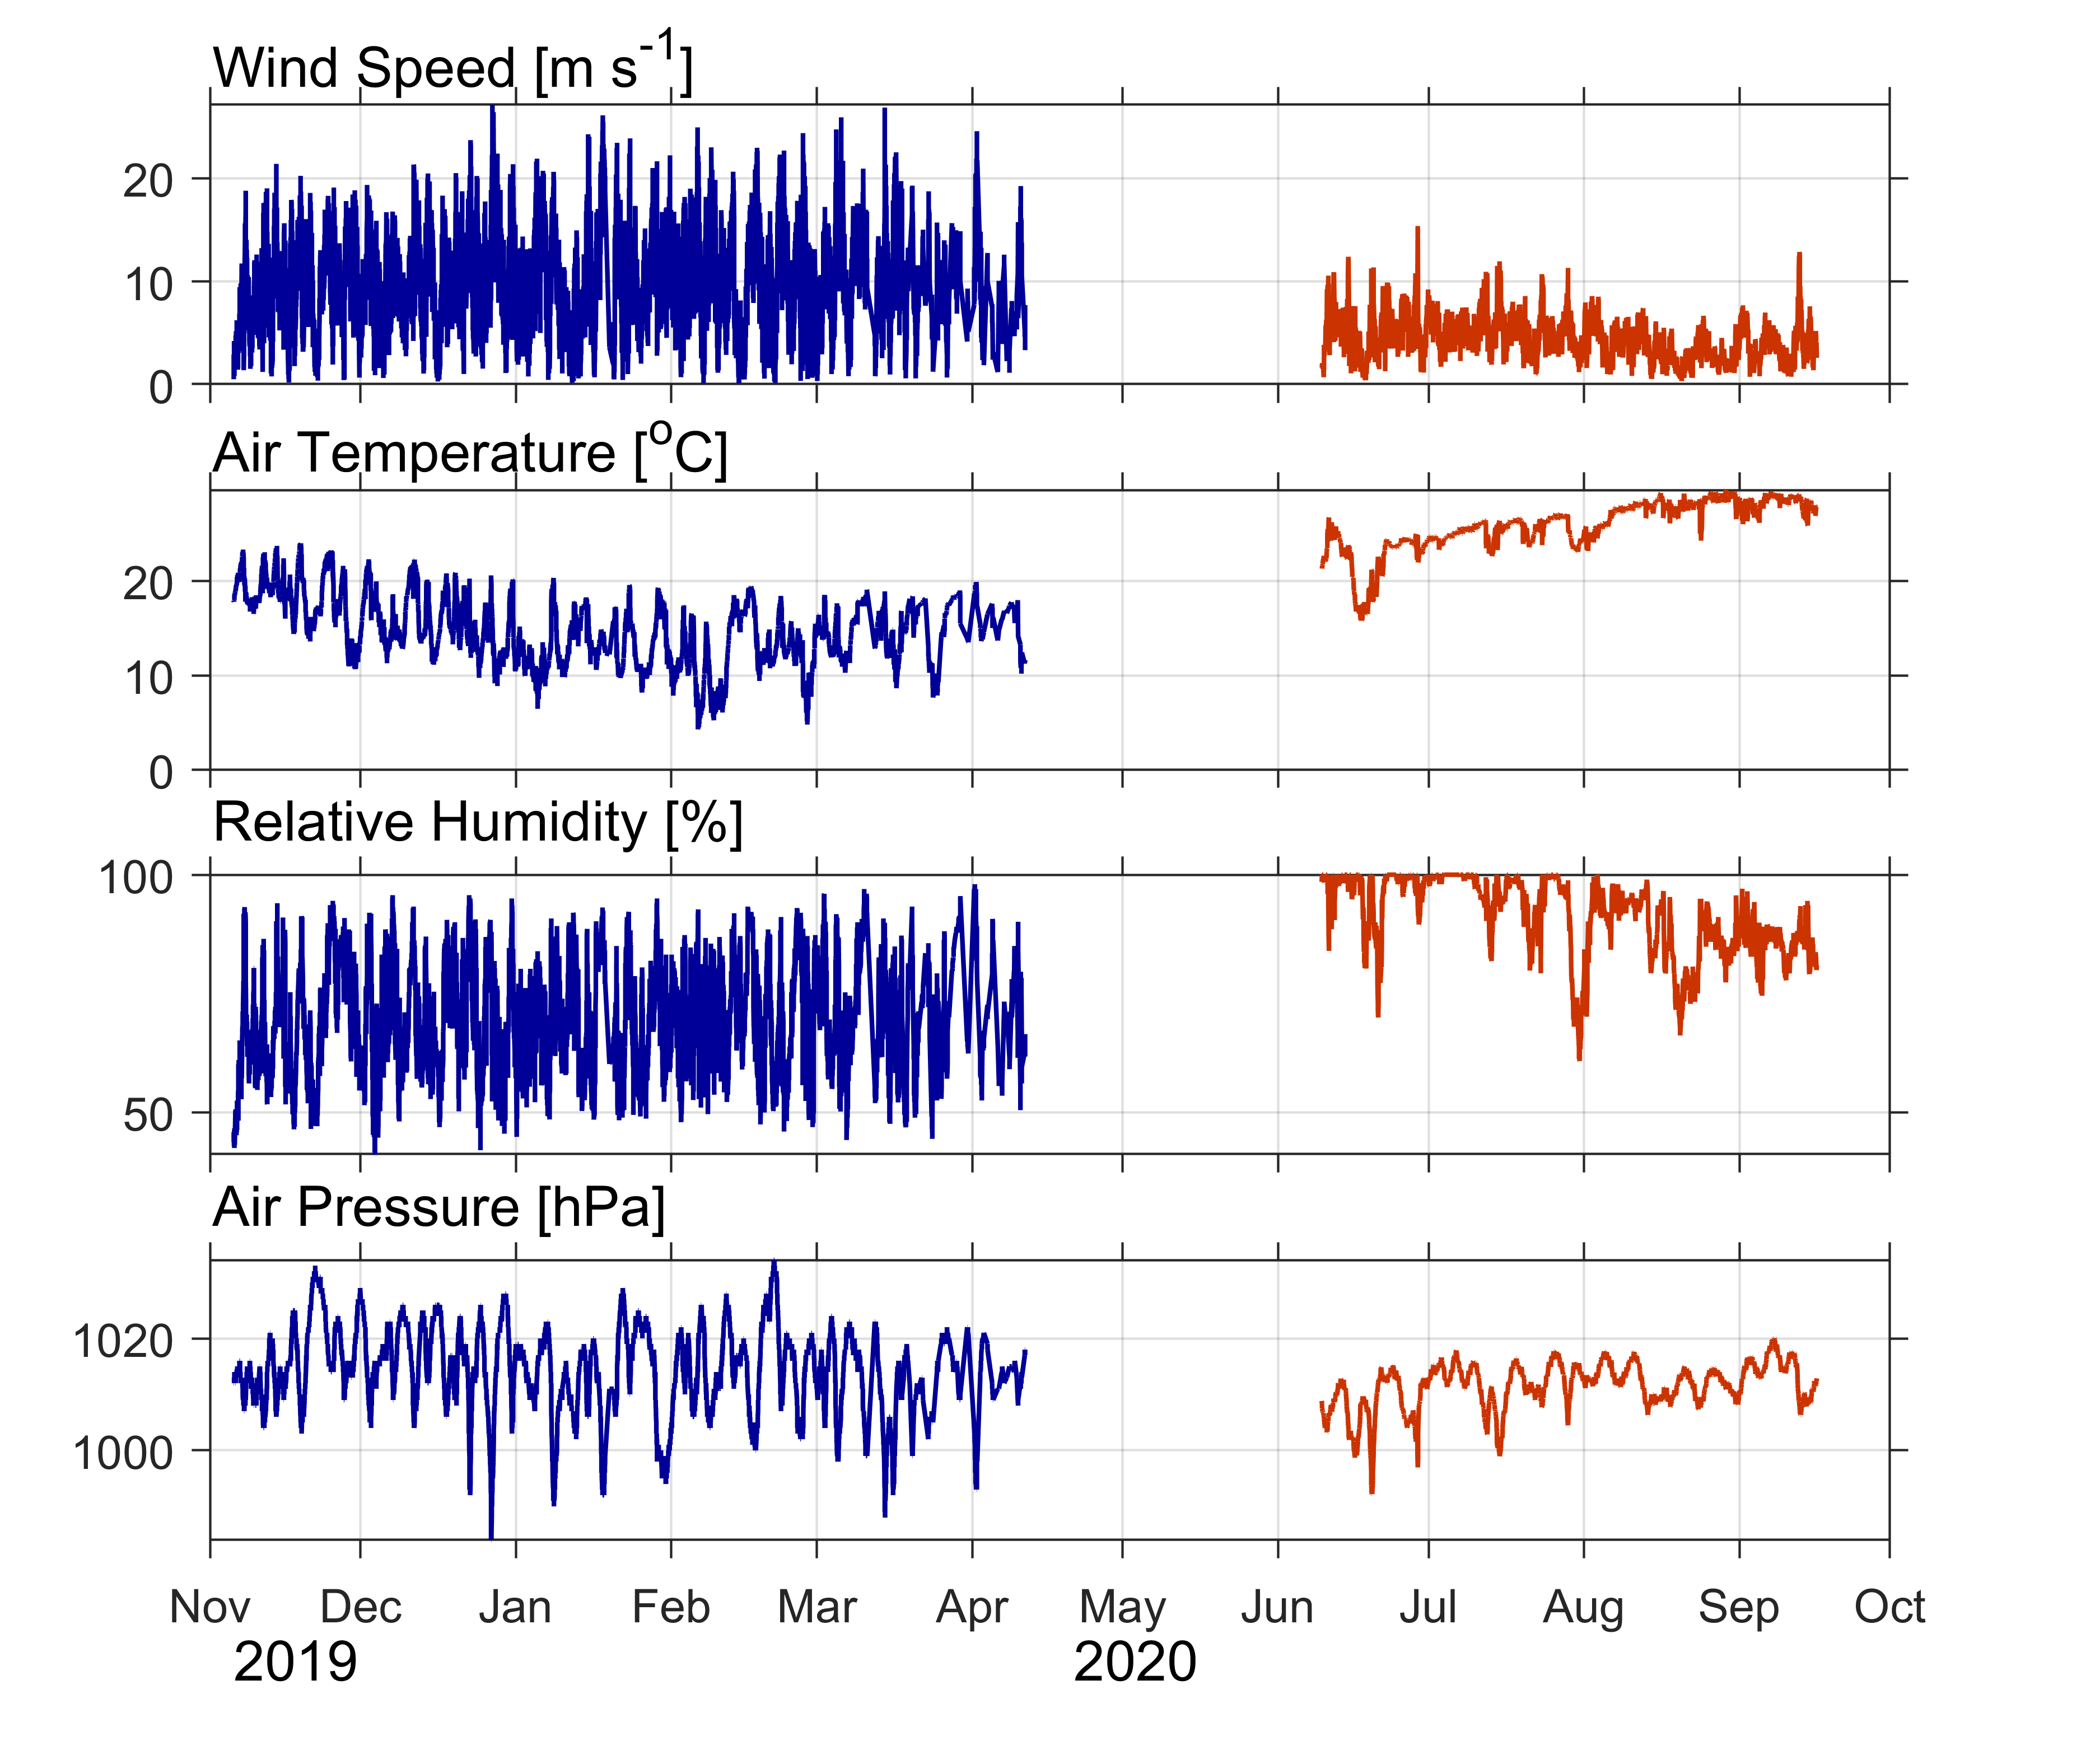 Wind Speed [m s-1]
20
10
0
Air Temperature [oC]
20
10
0
Relative Humidity [%]
100
50
Air Pressure [hPa]
1020
1000
Nov Dec Jan Feb Mar Apr May Jun Jul Aug Sep Oct
2019 2020